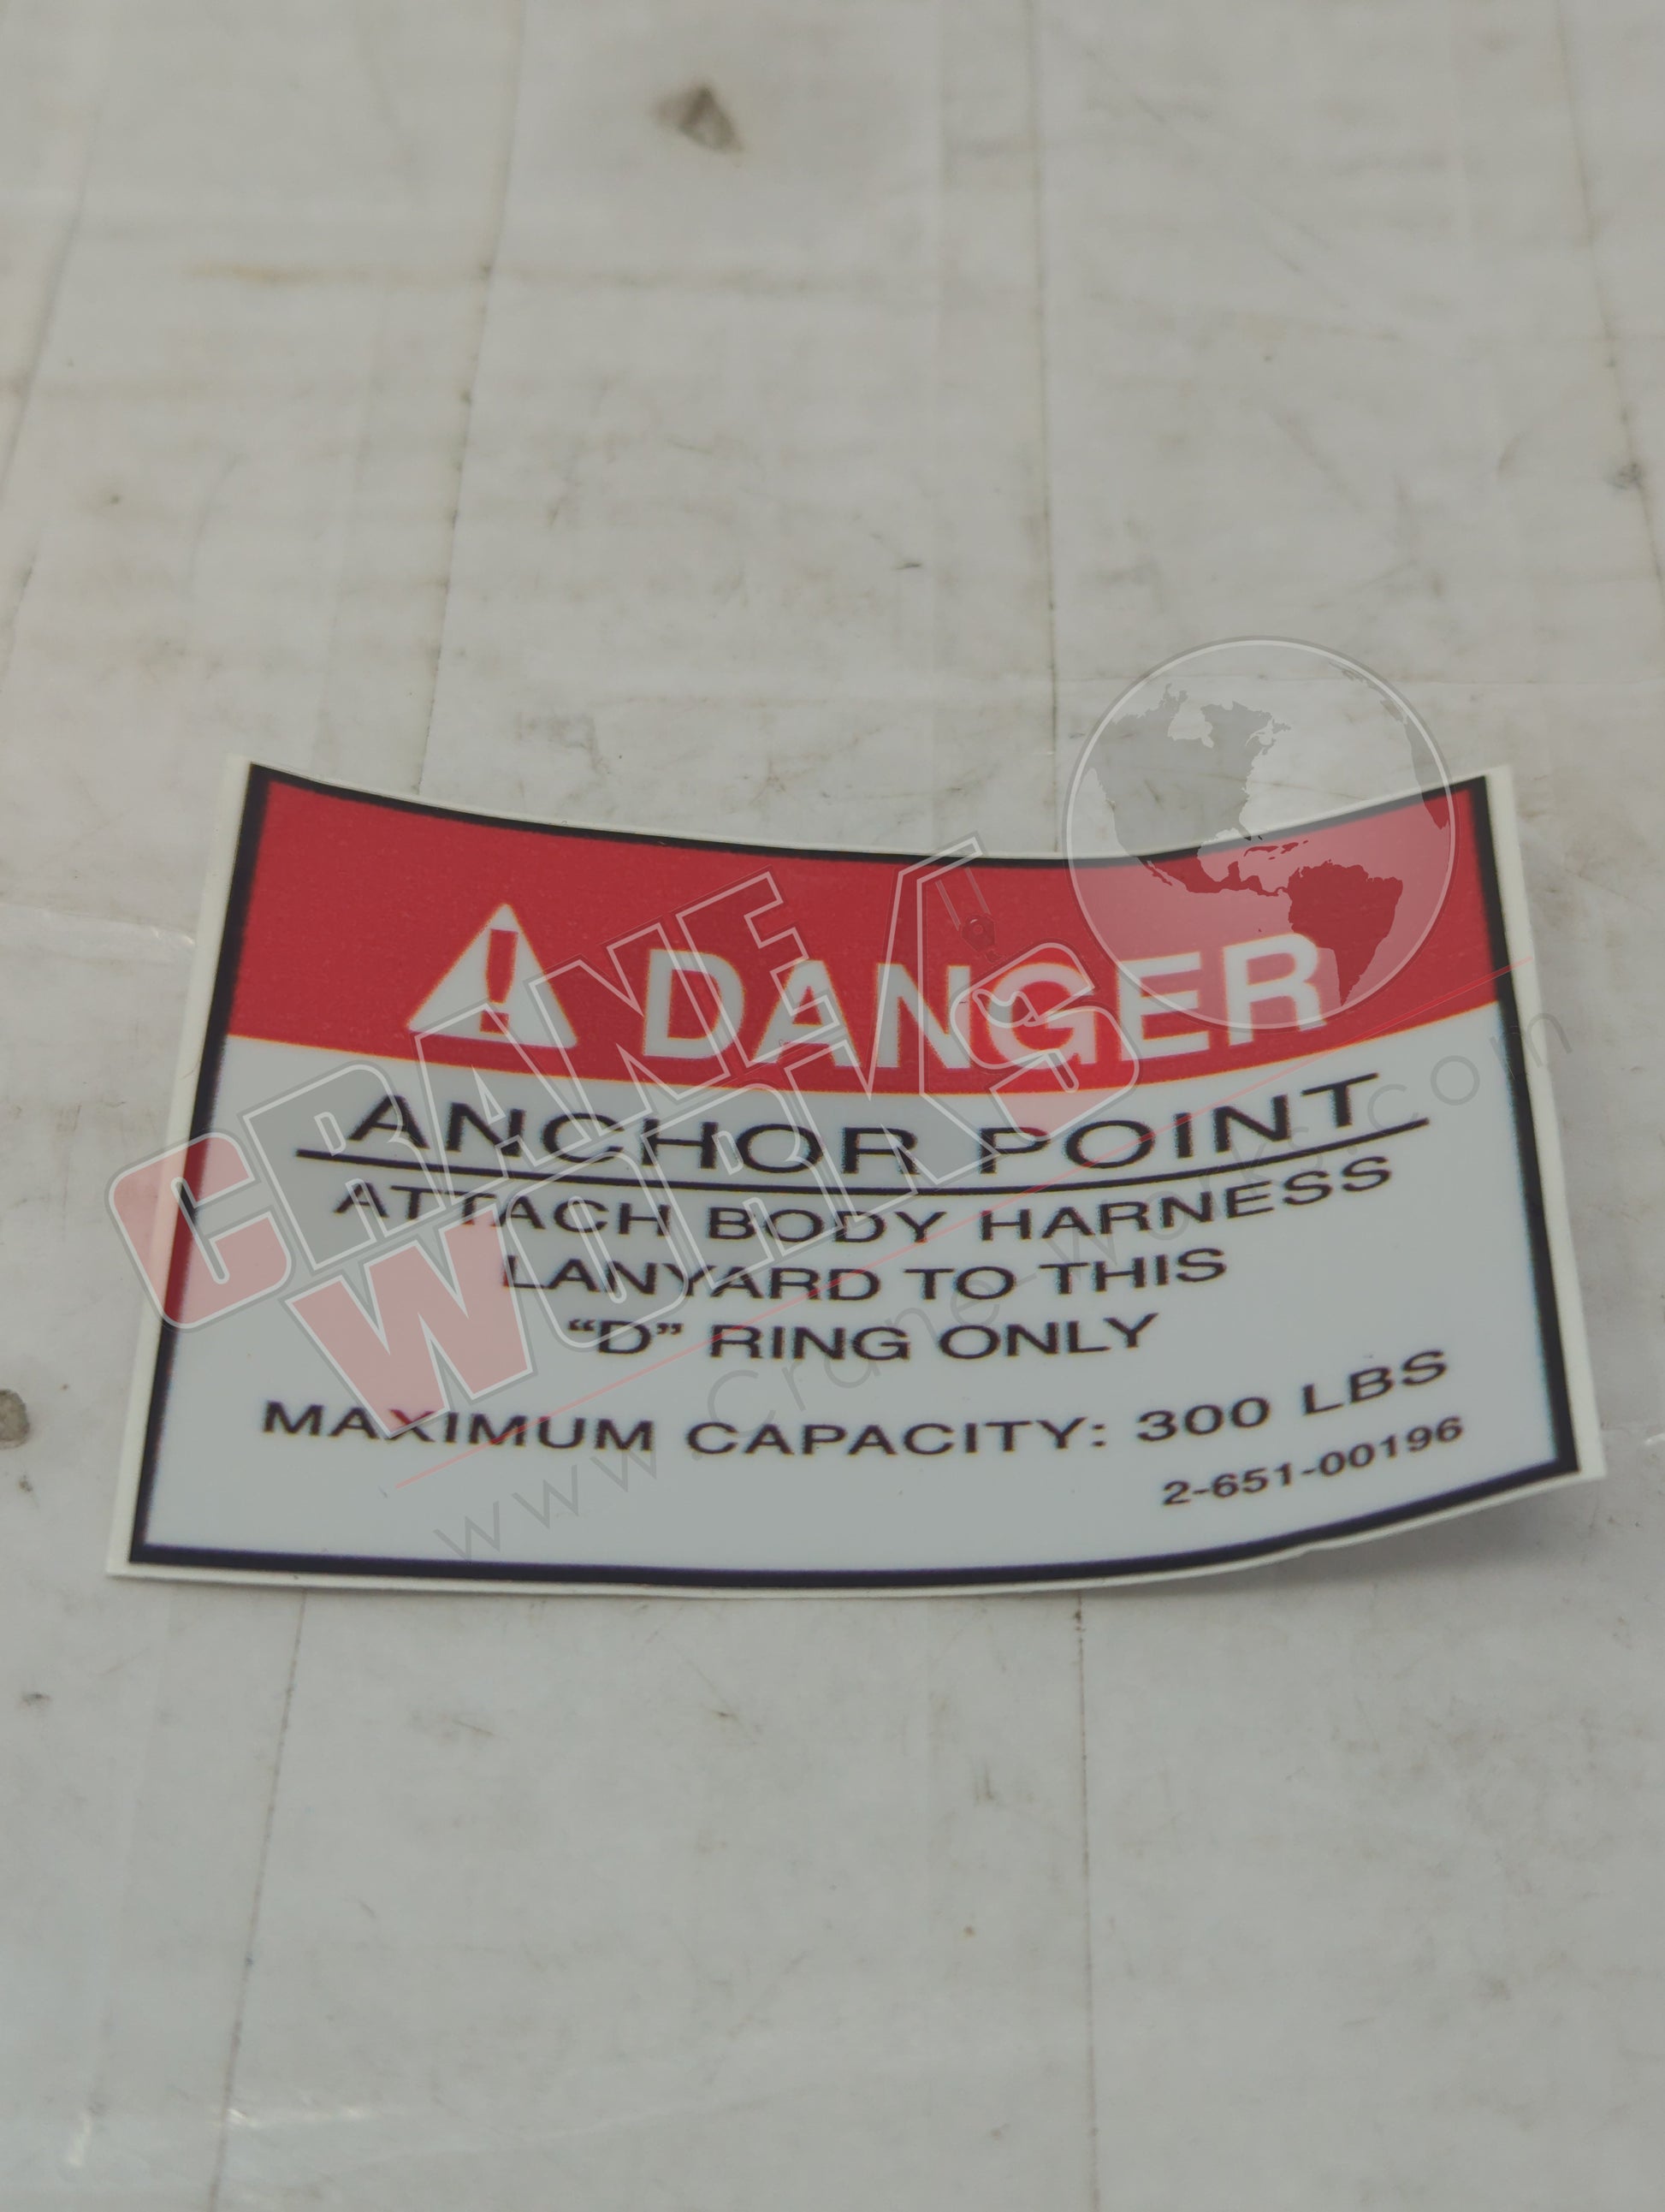 DANGER
ANCHOR POINT
ATTACH BODY HARNESS
LANYARD TO THIS
“D” RING ONLY
MAXIMUM CAPACITY: 300 LBS
2-651-00196
CRANE
WORKS
www.Crane-Works.com